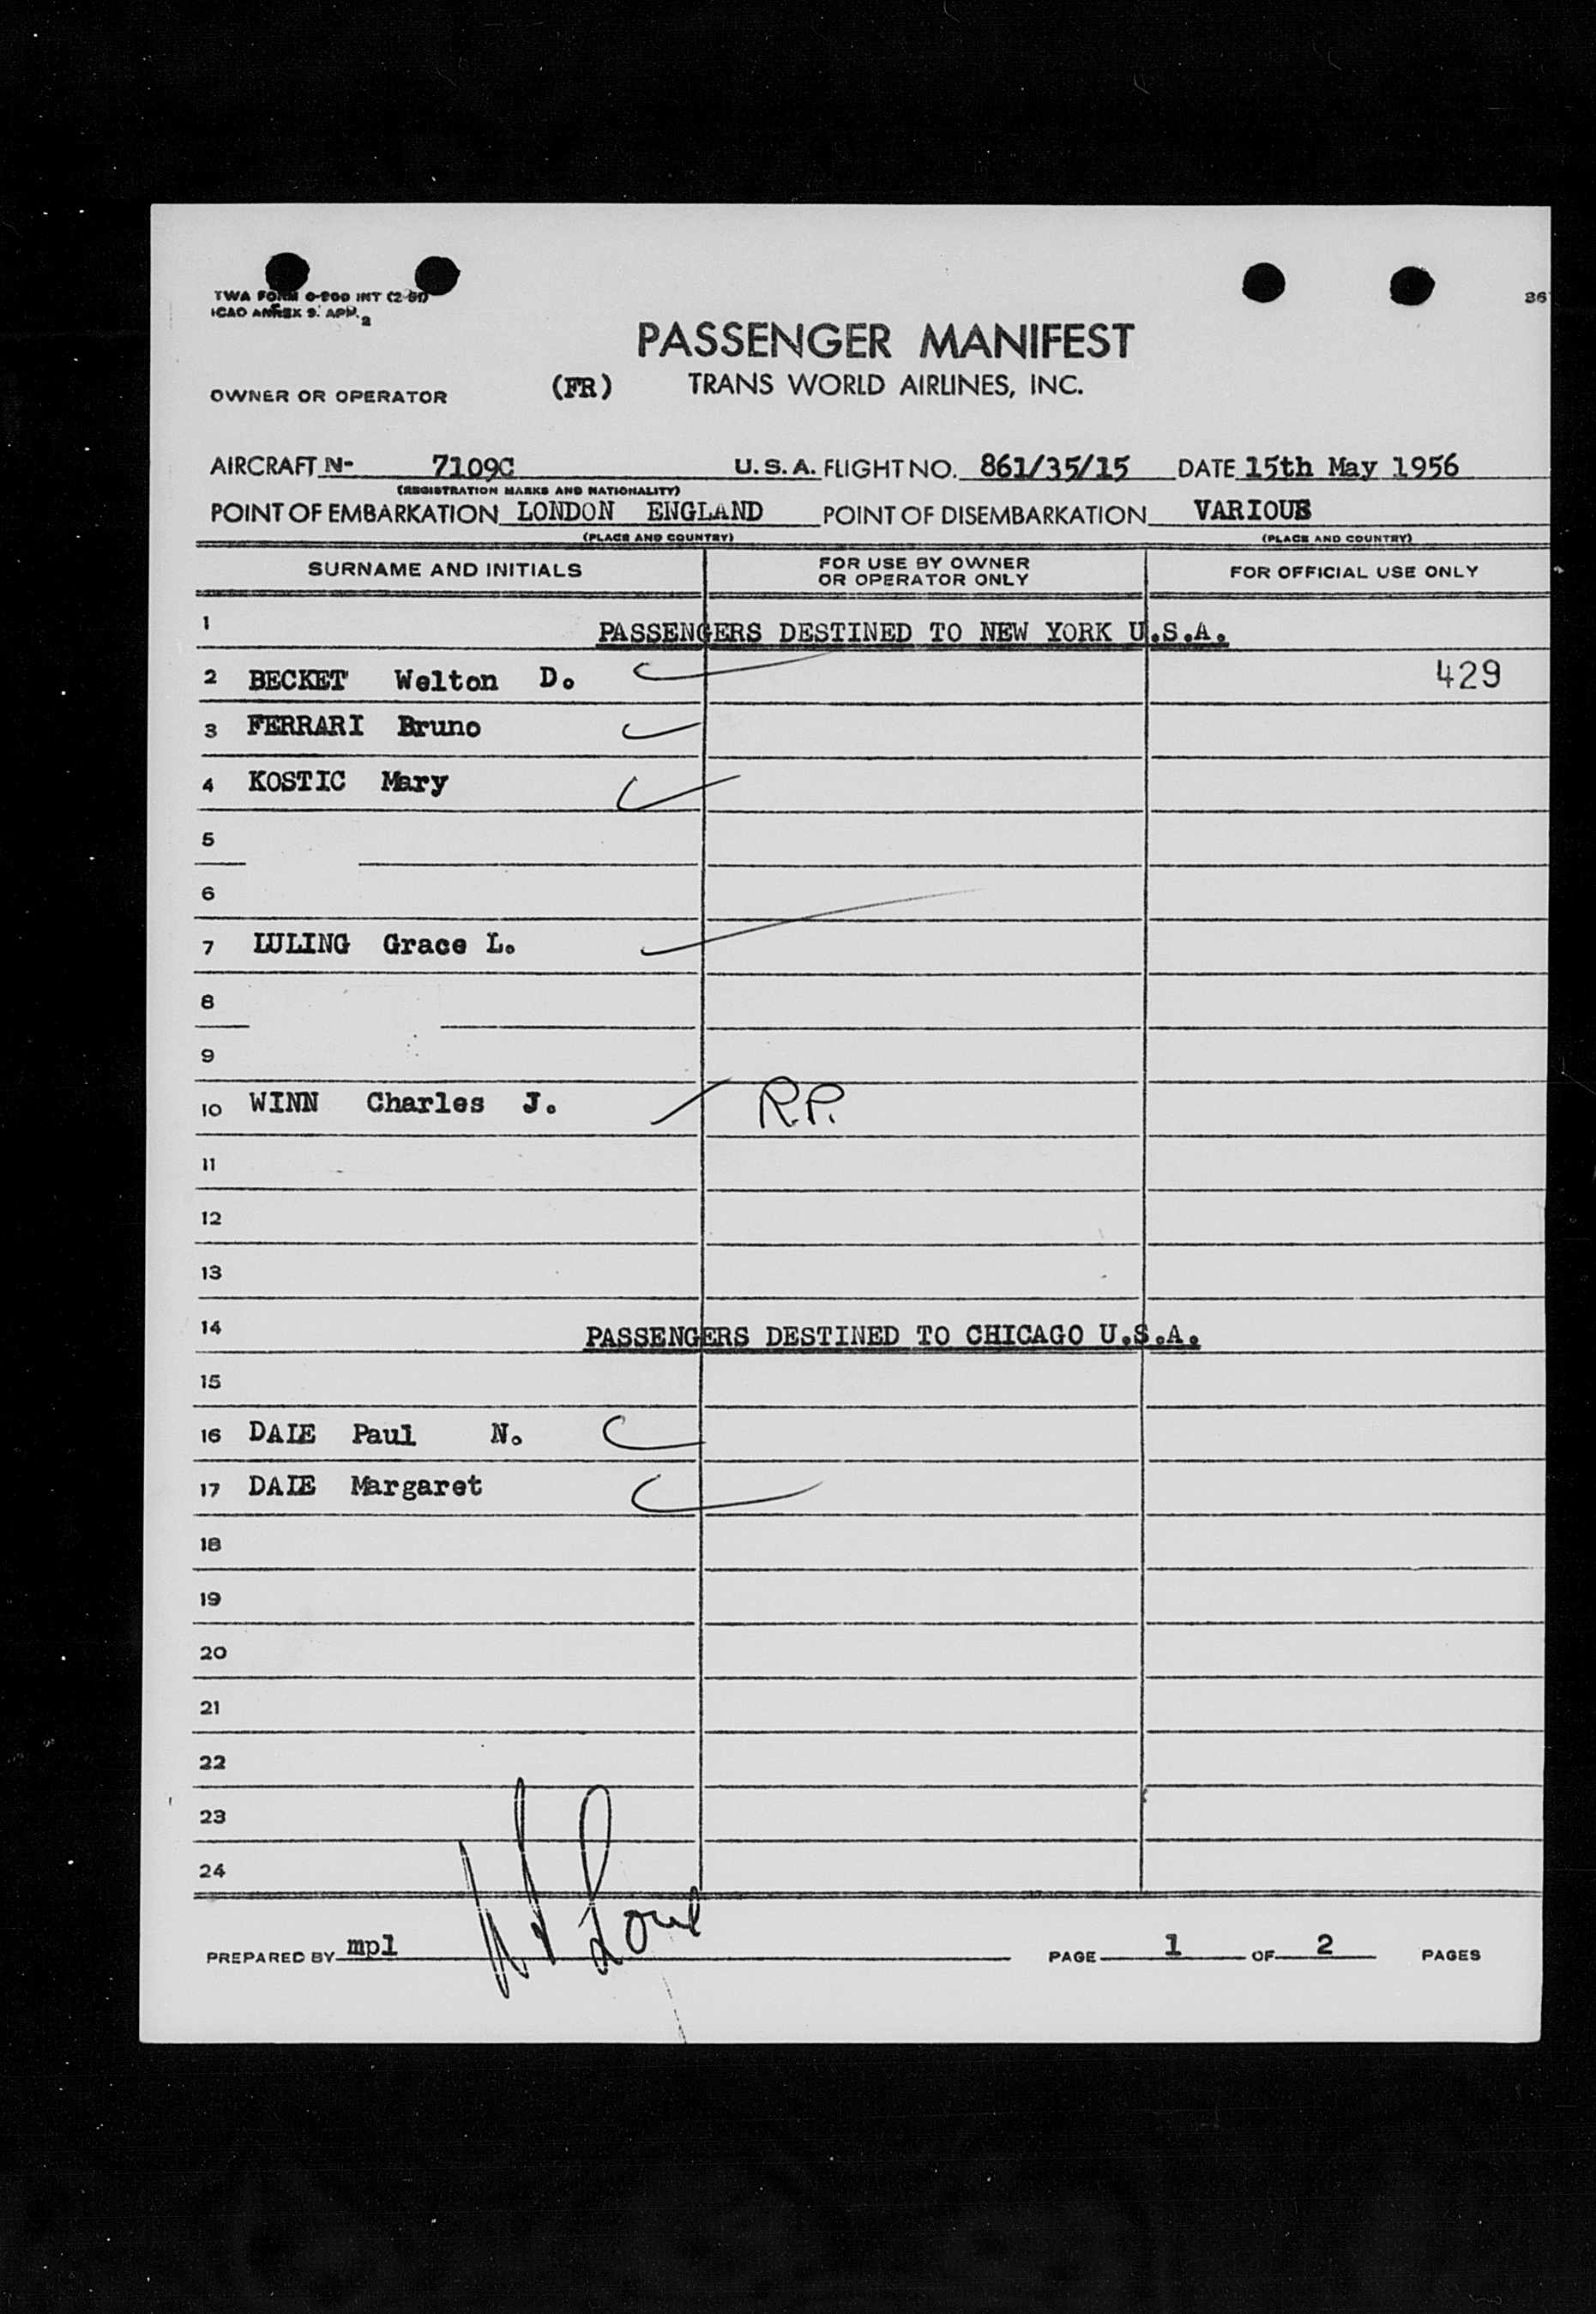 TWA FORM 0-200 INT (2-51)
ICAO ANNEX 9. APP. 2
36
PASSENGER MANIFEST
OWNER OR OPERATOR (FR) TRANS WORLD AIRLINES, INC.
AIRCRAFT N- 7109C U.S.A. FLIGHT NO. 861/35/15 DATE 15th May 1956
(REGISTRATION MARKS AND NATIONALITY)
POINT OF EMBARKATION LONDON ENGLAND POINT OF DISEMBARKATION VARIOUS
(PLACE AND COUNTRY) (PLACE AND COUNTRY)
SURNAME AND INITIALS FOR USE BY OWNER OR OPERATOR ONLY FOR OFFICIAL USE ONLY
1 PASSENGERS DESTINED TO NEW YORK U.S.A.
2 BECKET Welton D. 429
3 FERRARI Bruno
4 KOSTIC Mary
5
6
7 LULING Grace L.
8
9
10 WINN Charles J. R.P.
11
12
13
14 PASSENGERS DESTINED TO CHICAGO U.S.A.
15
16 DALE Paul N.
17 DALE Margaret
18
19
20
21
22
23
24
PREPARED BY mpl PAGE 1 OF 2 PAGES